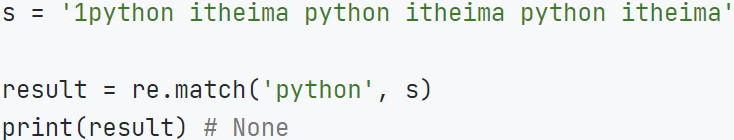 s = '1python itheima python itheima python itheima'
result = re.match('python', s)
print(result) # None